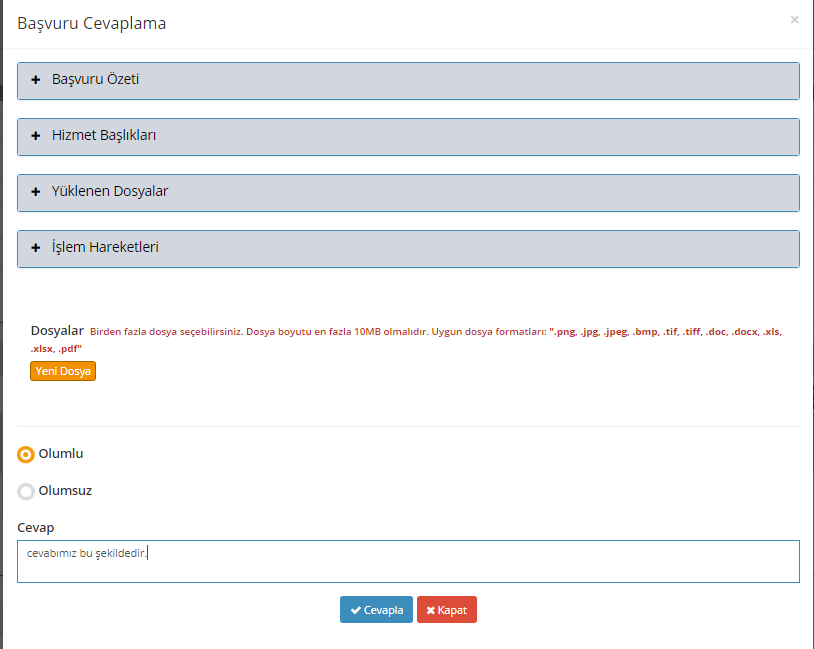 Başvuru Cevaplama
×
+ Başvuru Özeti
+ Hizmet Başlıkları
+ Yüklenen Dosyalar
+ İşlem Hareketleri
Dosyalar Birden fazla dosya seçebilirsiniz. Dosya boyutu en fazla 10MB olmalıdır. Uygun dosya formatları: ".png, .jpg, .jpeg, .bmp, .tif, .tiff, .doc, .docx, .xls,
.xlsx, .pdf"
Yeni Dosya
Olumlu
Olumsuz
Cevap
cevabımız bu şekildedir.
Cevapla Kapat